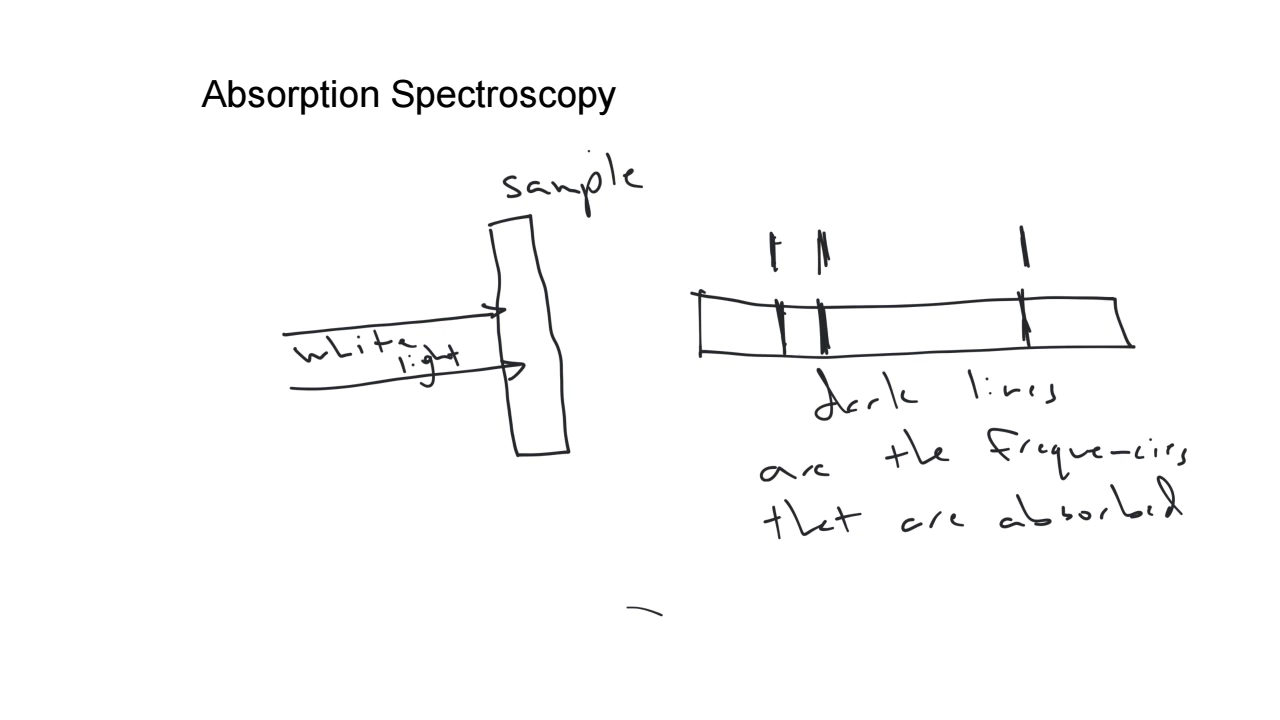 Absorption Spectroscopy
sample
white
light
dark lines
are the frequencies
that are absorbed